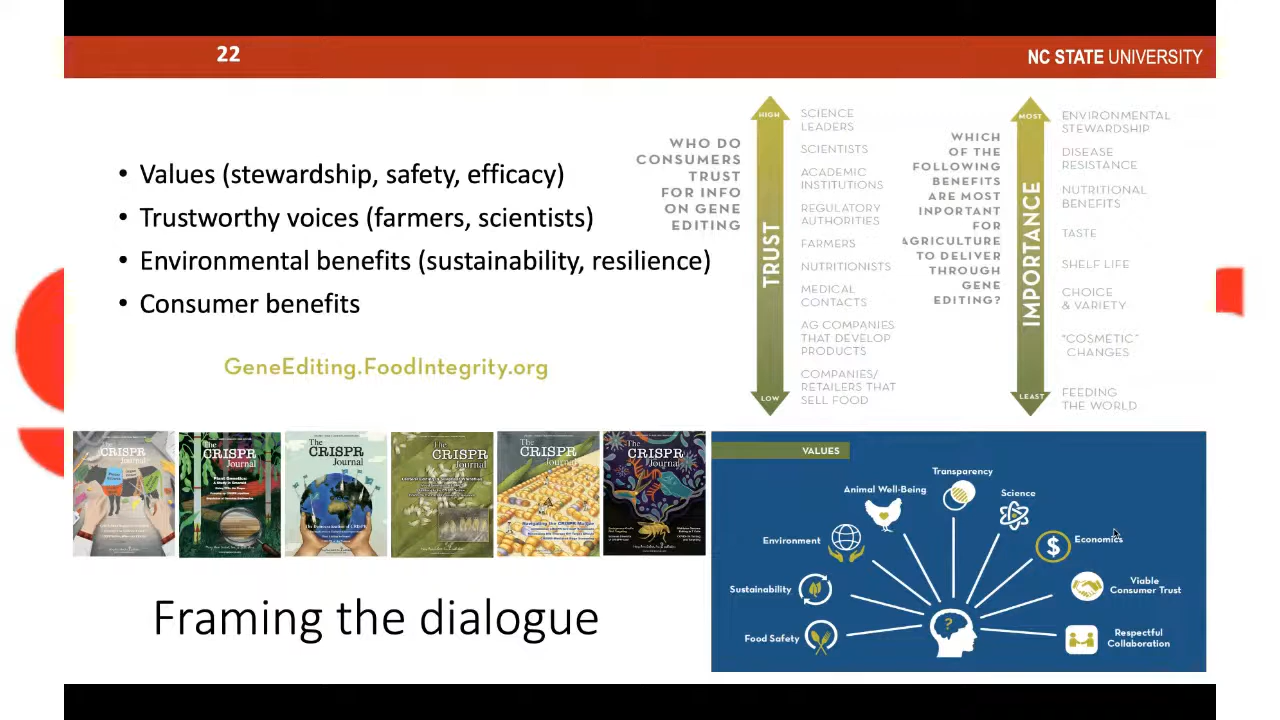 22
NC STATE UNIVERSITY
• Values (stewardship, safety, efficacy)
• Trustworthy voices (farmers, scientists)
• Environmental benefits (sustainability, resilience)
• Consumer benefits
GeneEditing.FoodIntegrity.org
WHO DO
CONSUMERS
TRUST
FOR INFO
ON GENE
EDITING
HIGH
TRUST
LOW
SCIENCE
LEADERS
SCIENTISTS
ACADEMIC
INSTITUTIONS
REGULATORY
AUTHORITIES
FARMERS
NUTRITIONISTS
MEDICAL
CONTACTS
AG COMPANIES
THAT DEVELOP
PRODUCTS
COMPANIES/
RETAILERS THAT
SELL FOOD
WHICH
OF THE
FOLLOWING
BENEFITS
ARE MOST
IMPORTANT
FOR
AGRICULTURE
TO DELIVER
THROUGH
GENE
EDITING?
MOST
IMPORTANCE
LEAST
ENVIRONMENTAL
STEWARDSHIP
DISEASE
RESISTANCE
NUTRITIONAL
BENEFITS
TASTE
SHELF LIFE
CHOICE
& VARIETY
"COSMETIC"
CHANGES
FEEDING
THE WORLD
The
CRISPR
Journal
The
CRISPR
Journal
Plant Genetics:
The
CRISPR
Journal
The
CRISPR
Journal
The
CRISPR
Journal
Navigating the CRISPR
The
CRISPR
Journal
Framing the dialogue
VALUES
Transparency
Animal Well-Being
Science
Environment
$
Economics
Sustainability
Viable
Consumer Trust
?
Food Safety
Respectful
Collaboration